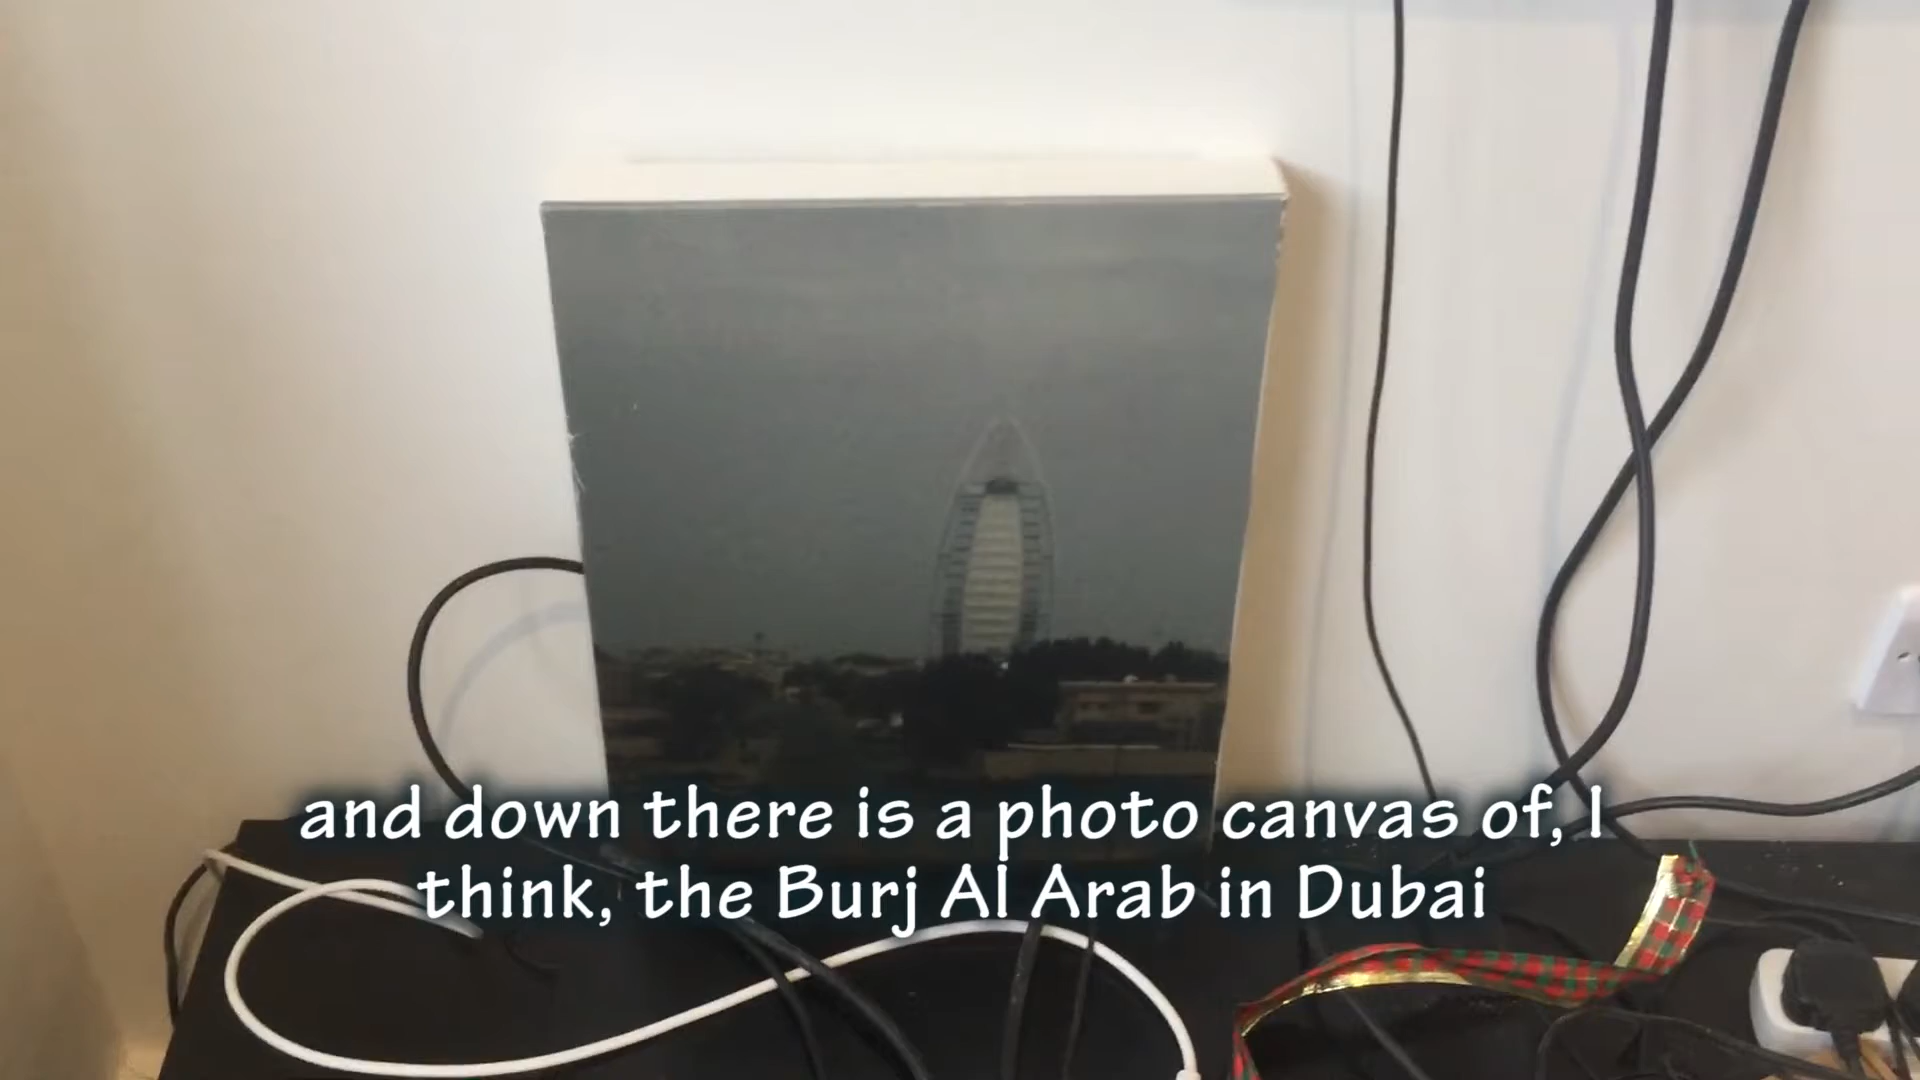 and down there is a photo canvas of, I
think, the Burj Al Arab in Dubai